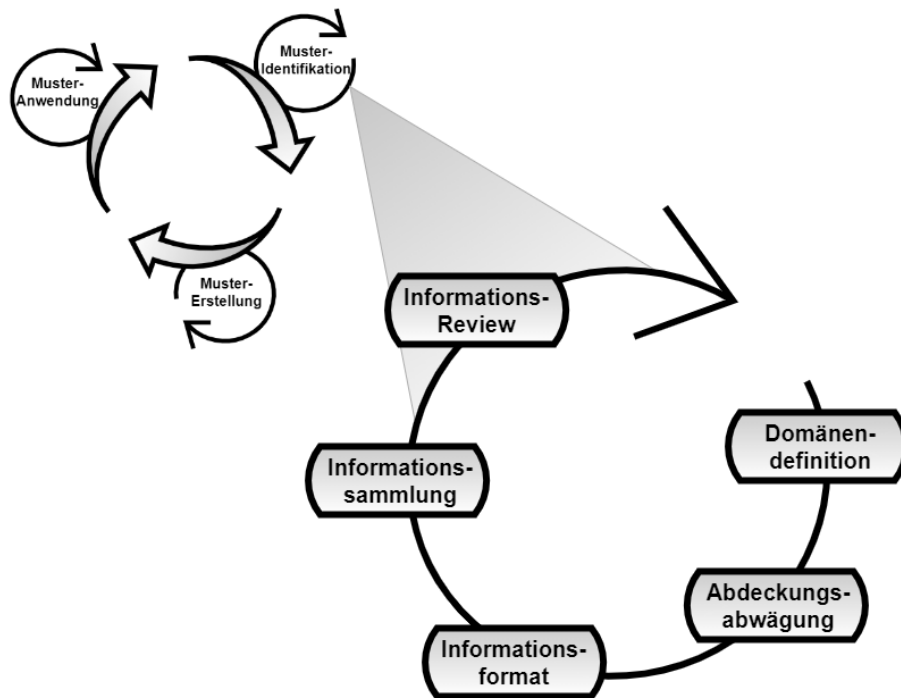 Muster-
Identifikation
Muster-
Anwendung
Muster-
Erstellung
Informations-
Review
Domänen-
definition
Informations-
sammlung
Abdeckungs-
abwägung
Informations-
format